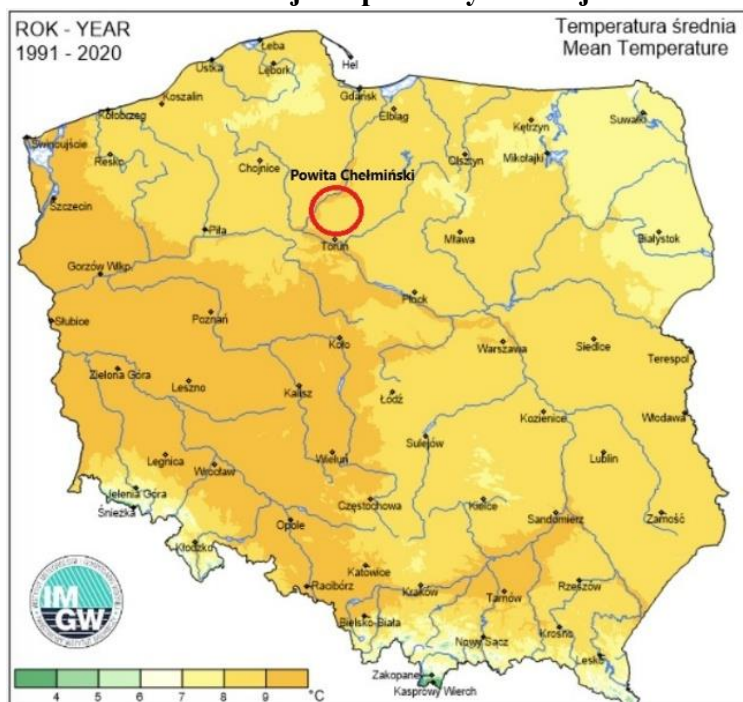 ROK - YEAR
1991 - 2020
Temperatura średnia
Mean Temperature
Łeba
Hel
Ustka
Lębork
Gdańsk
Koszalin
Kołobrzeg
Elbląg
Kętrzyn
Suwałki
Świnoujście
Resko
Chojnice
Olsztyn
Mikołajki
Powita Chełmiński
Szczecin
Piła
Toruń
Mława
Białystok
Gorzów Wlkp.
Płock
Słubice
Poznań
Koło
Warszawa
Siedlce
Terespol
Zielona Góra
Leszno
Kalisz
Łódź
Kozienice
Włodawa
Sulejów
Legnica
Wrocław
Wieluń
Lublin
Jelenia Góra
Śnieżka
Częstochowa
Kielce
Sandomierz
Zamość
Opole
Kłodzko
Katowice
Racibórz
Kraków
Tarnów
Rzeszów
Bielsko-Biała
Nowy Sącz
Krosno
Lesko
Zakopane
Kasprowy Wierch
IM
GW
4 5 6 7 8 9 °C